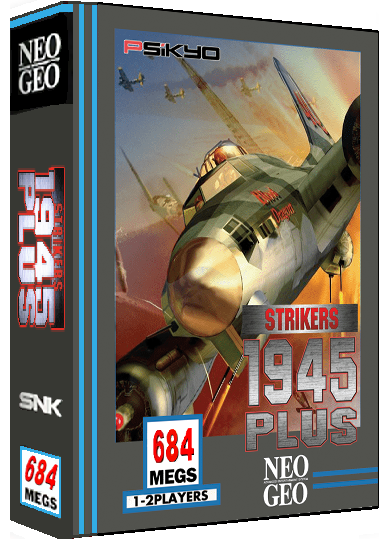 NEO
GEO
STRIKERS
1945
PLUS
SNK
684
MEGS
PSIKYO
STRIKERS
1945
PLUS
684
MEGS
1-2PLAYERS
NEO
GEO